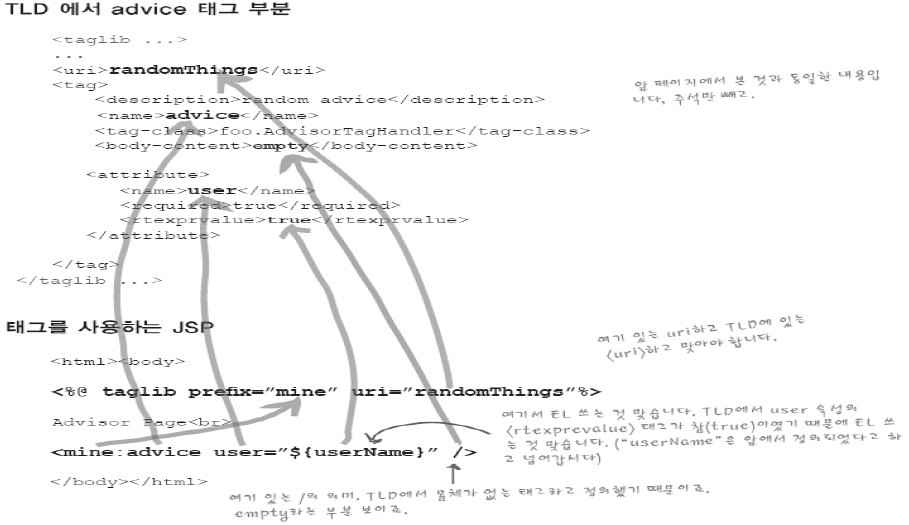 TLD 에서 advice 태그 부분
<taglib ...>
...
<uri>randomThings</uri>
<tag>
<description>random advice</description>
<name>advice</name>
<tag-class>foo.AdvisorTagHandler</tag-class>
<body-content>empty</body-content>
<attribute>
<name>user</name>
<required>true</required>
<rtexprvalue>true</rtexprvalue>
</attribute>
</tag>
</taglib ...>
앞 페이지에서 본 것과 동일한 내용입
니다. 주석만 빼고.
태그를 사용하는 JSP
<html><body>
<%@ taglib prefix="mine" uri="randomThings"%>
Advisor Page<br>
<mine:advice user="${userName}" />
</body></html>
여기 있는 uri하고 TLD에 있는
<uri>하고 맞아야 합니다.
여기서 EL 쓰는 것 맞습니다. TLD에서 user 속성의
<rtexprevalue> 태그가 참(true)이였기 때문에 EL 쓰
는 것 맞습니다. ("userName"은 앞에서 정의되었다고 하
고 넘어갑시다)
여기 있는 /의 의미. TLD에서 몸체가 없는 태그하고 정의했기 때문이죠.
empty라는 부분 보이죠.